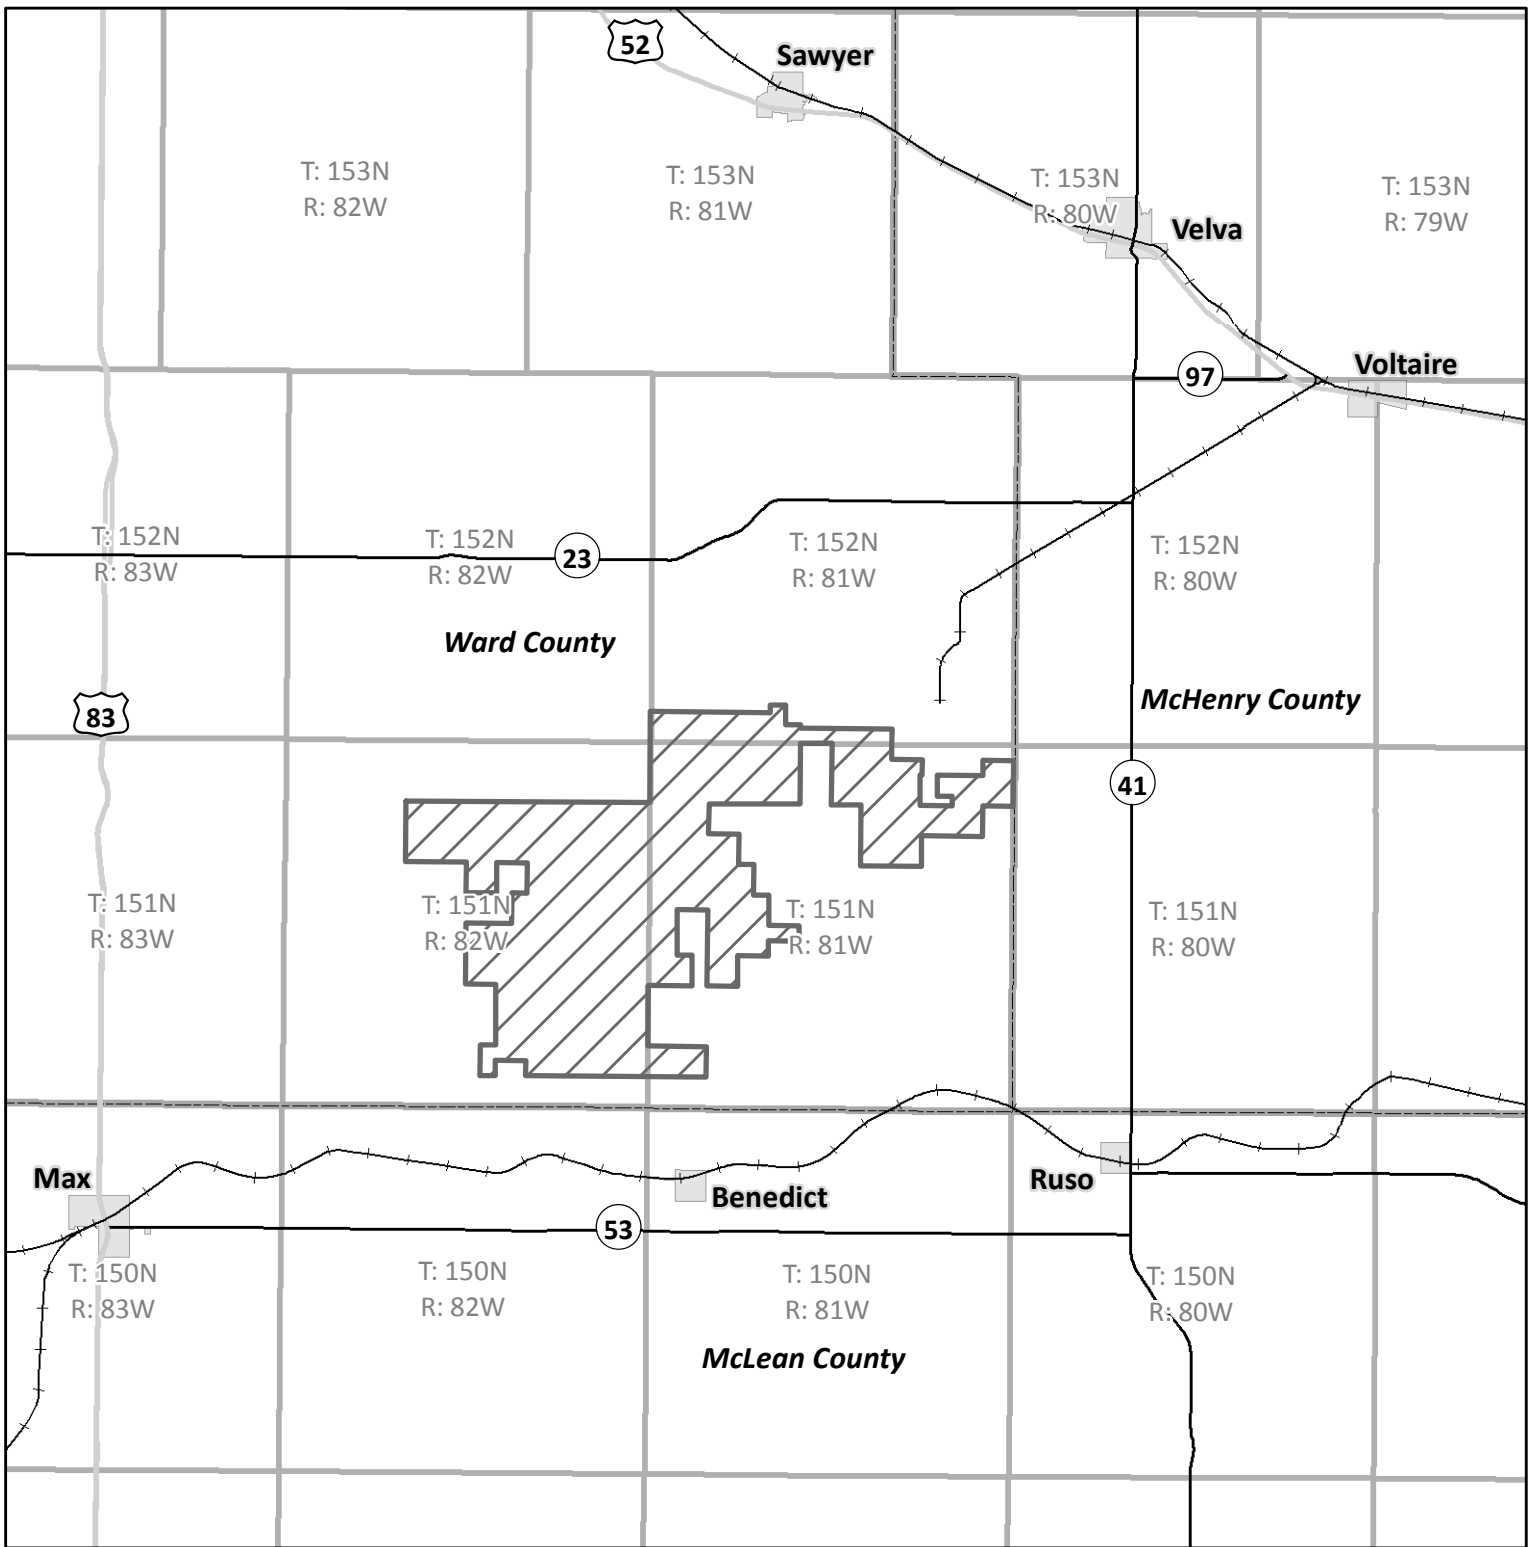 52
Sawyer
T: 153N
R: 82W
T: 153N
R: 81W
T: 153N
R: 80W
T: 153N
R: 79W
Velva
97
Voltaire
T: 152N
R: 83W
T: 152N
R: 82W
23
T: 152N
R: 81W
T: 152N
R: 80W
Ward County
83
McHenry County
41
T: 151N
R: 83W
T: 151N
R: 82W
T: 151N
R: 81W
T: 151N
R: 80W
Max
Benedict
Ruso
53
T: 150N
R: 83W
T: 150N
R: 82W
T: 150N
R: 81W
T: 150N
R: 80W
McLean County